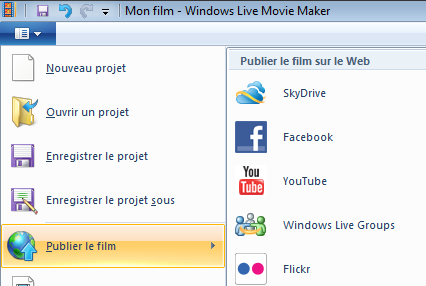 Mon film - Windows Live Movie Maker
Nouveau projet
Ouvrir un projet
Enregistrer le projet
Enregistrer le projet sous
Publier le film
Publier le film sur le Web
SkyDrive
Facebook
You Tube YouTube
Windows Live Groups
Flickr